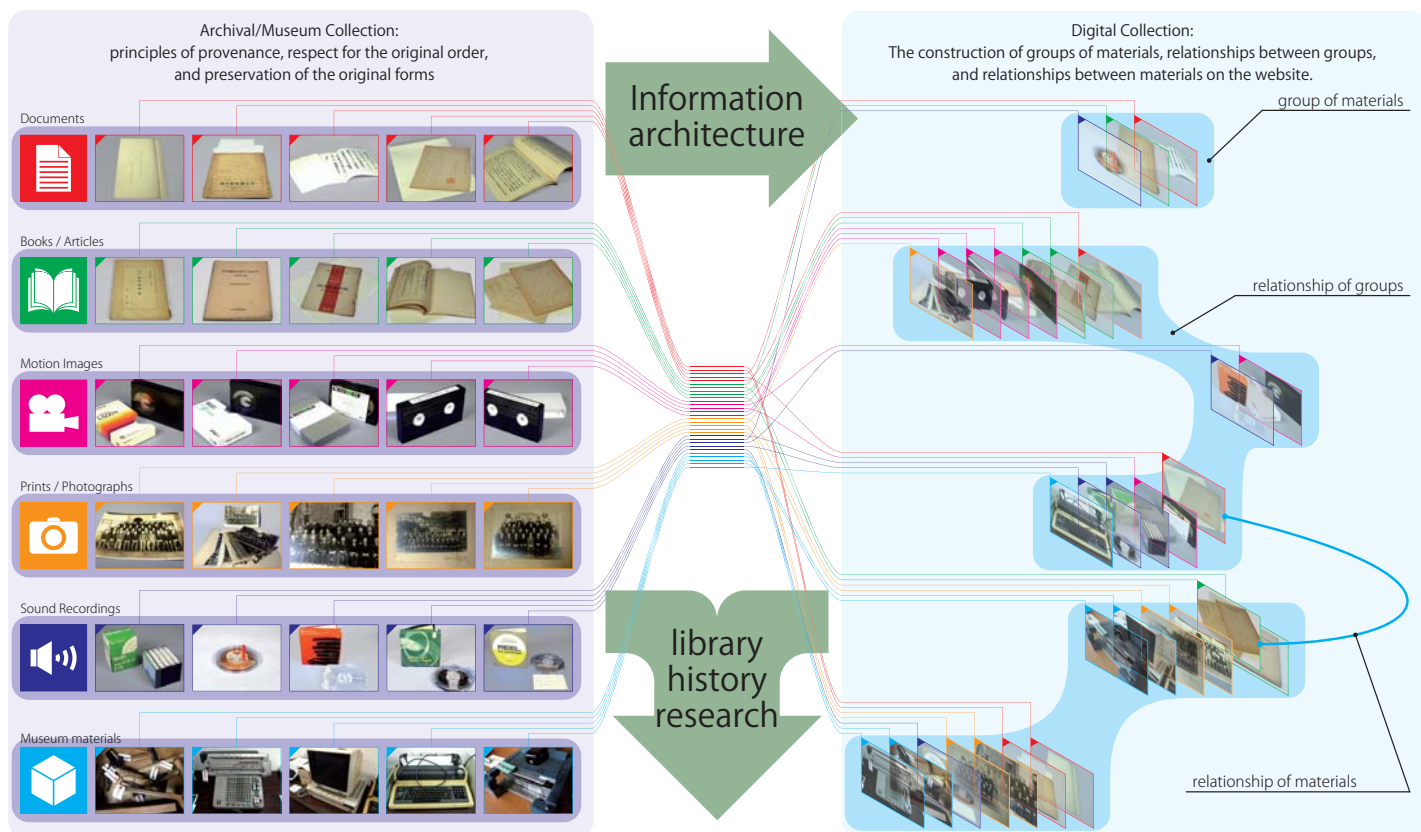 Archival/Museum Collection:
principles of provenance, respect for the original order,
and preservation of the original forms
Documents
Books / Articles
Motion Images
Prints / Photographs
Sound Recordings
Museum materials
Information
architecture
library
history
research
Digital Collection:
The construction of groups of materials, relationships between groups,
and relationships between materials on the website.
group of materials
relationship of groups
relationship of materials